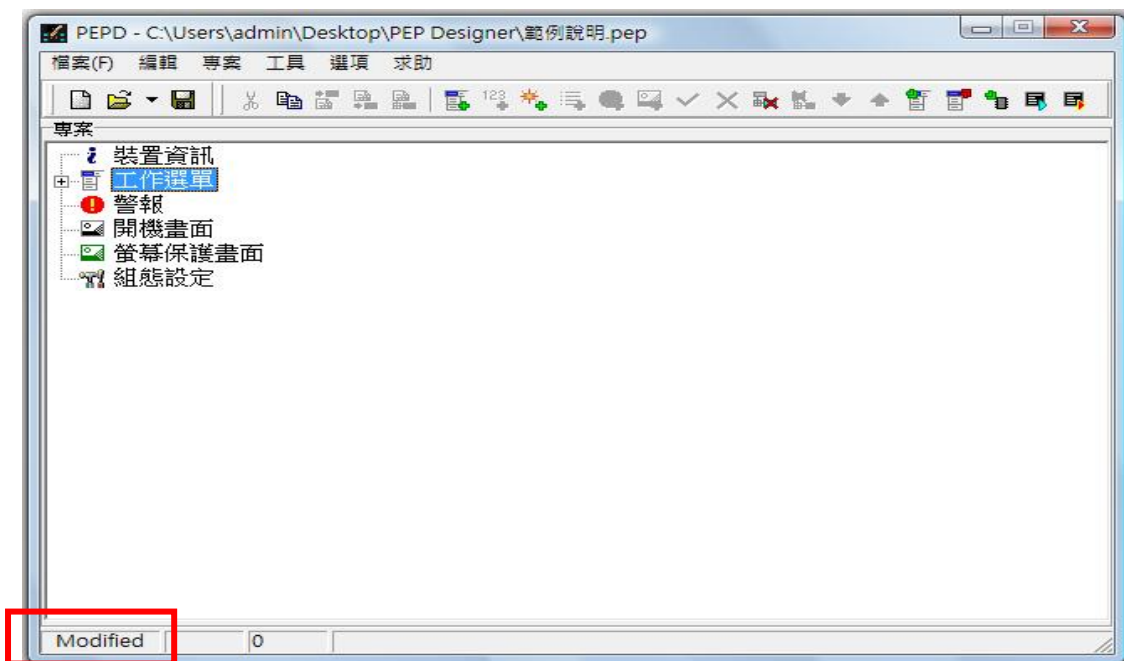 PEPD - C:\Users\admin\Desktop\PEP Designer\範例說明.pep
檔案(F) 編輯 專案 工具 選項 求助
123
專案
裝置資訊
工作選單
警報
開機畫面
螢幕保護畫面
組態設定
Modified 0